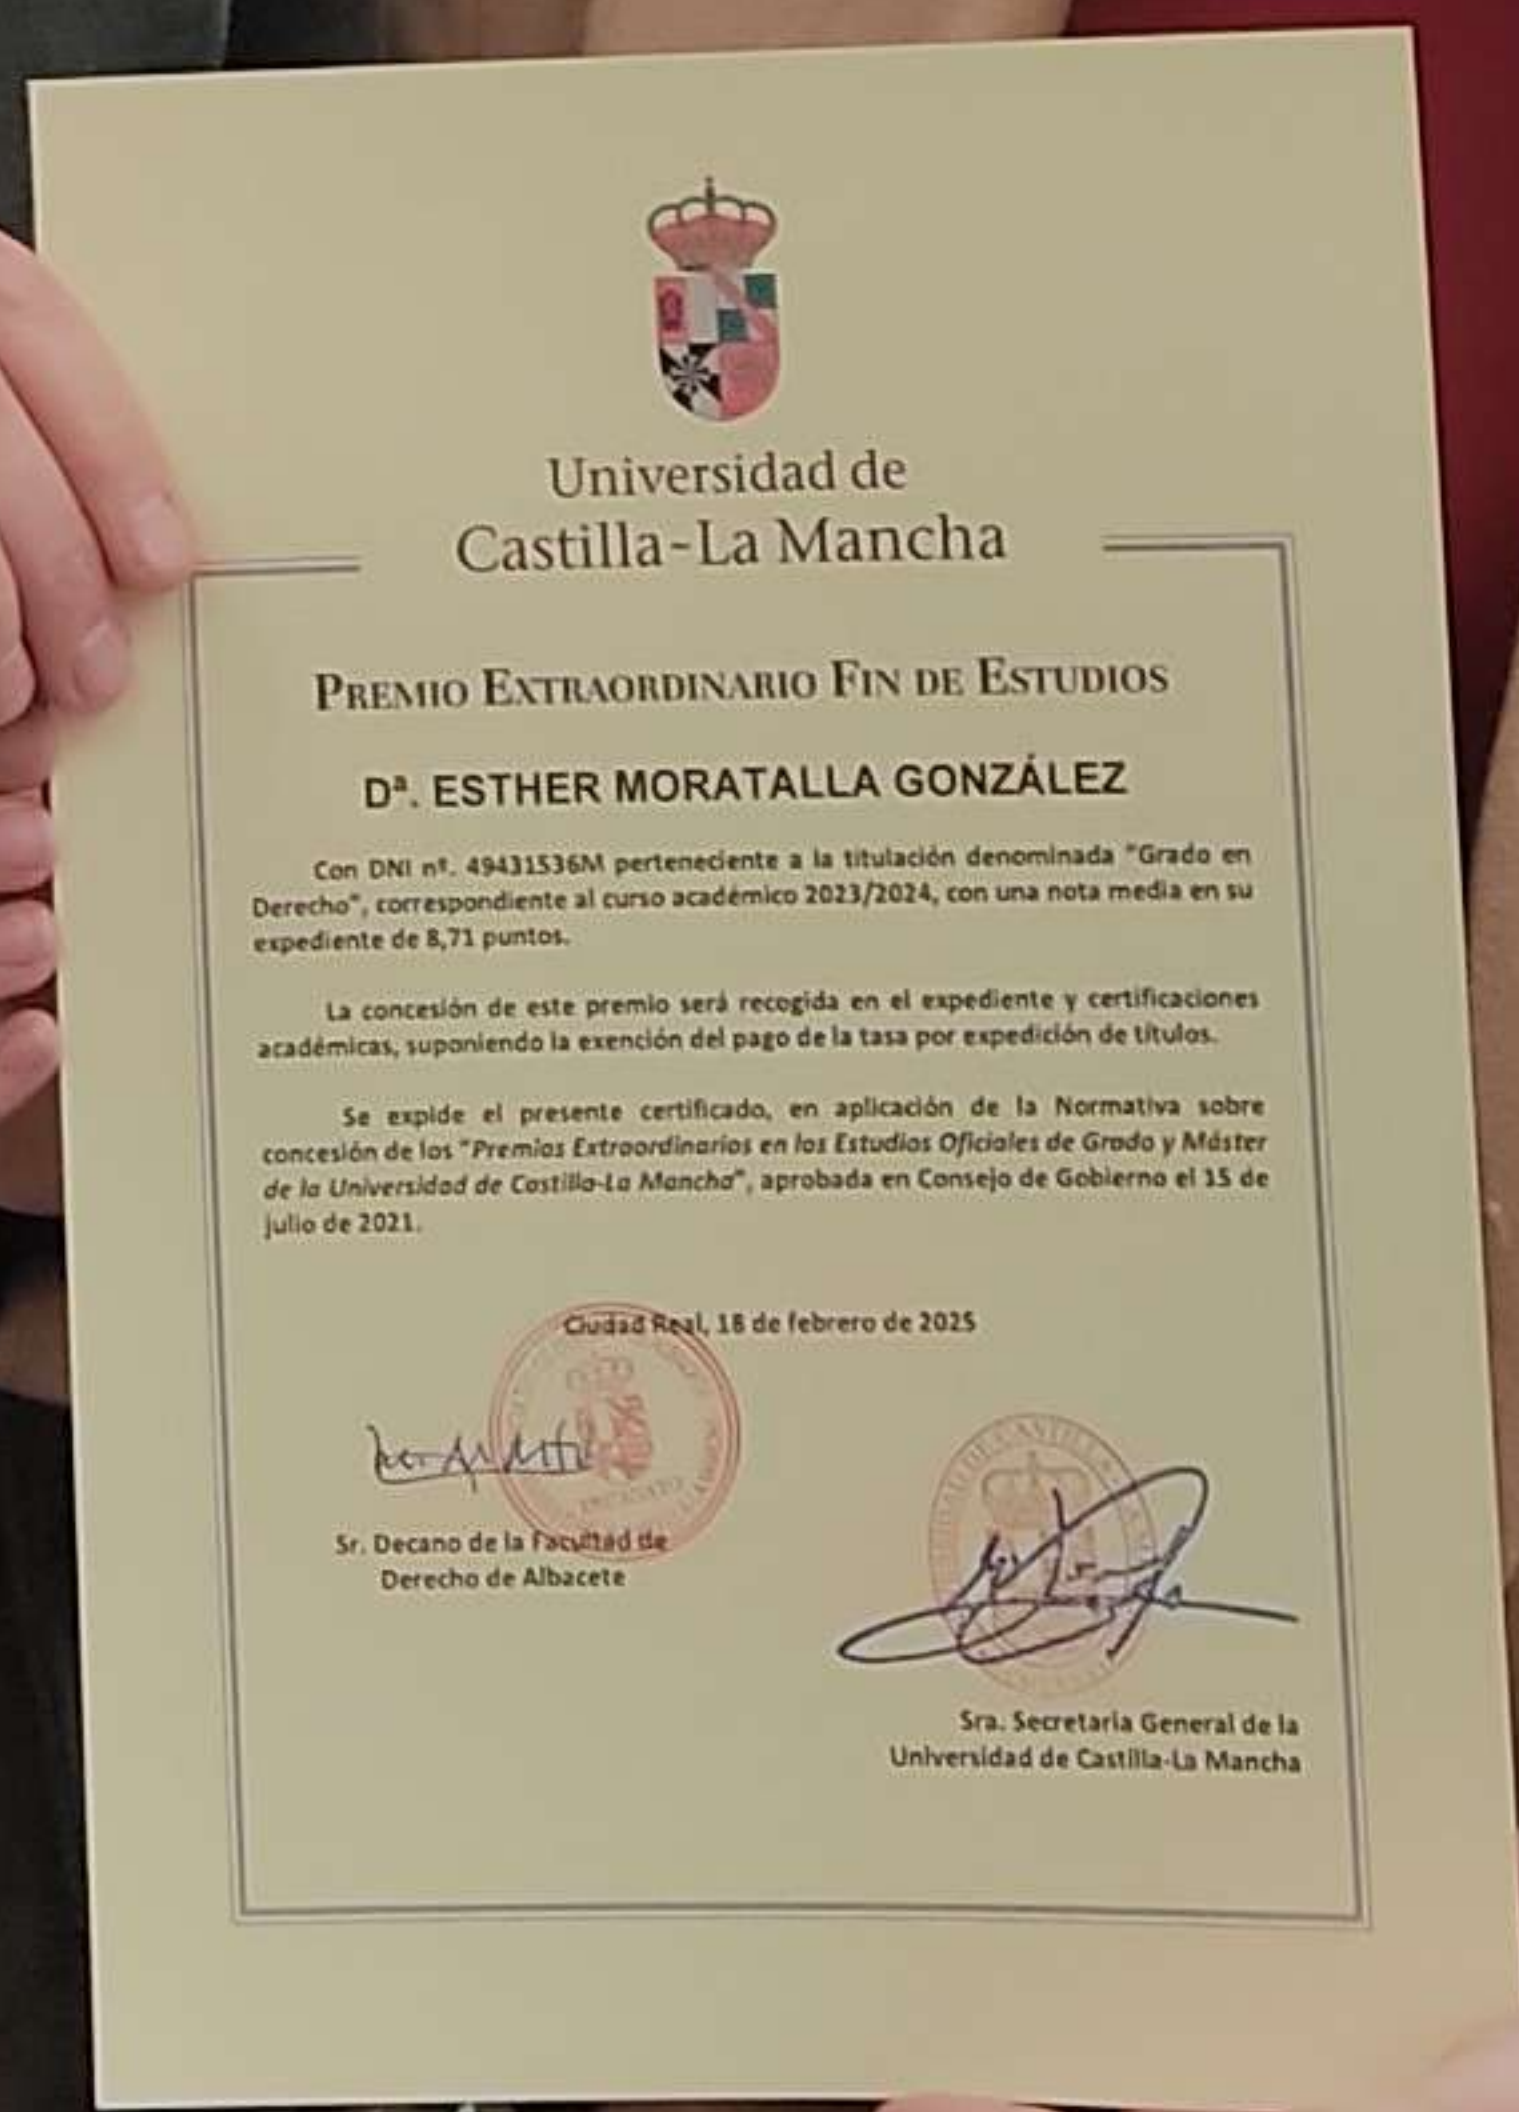 Universidad de
Castilla-La Mancha
PREMIO EXTRAORDINARIO FIN DE ESTUDIOS
Dª. ESTHER MORATALLA GONZÁLEZ
Con DNI nº. 49431536M perteneciente a la titulación denominada "Grado en
Derecho", correspondiente al curso académico 2023/2024, con una nota media en su
expediente de 8,71 puntos.
La concesión de este premio será recogida en el expediente y certificaciones
académicas, suponiendo la exención del pago de la tasa por expedición de títulos.
Se expide el presente certificado, en aplicación de la Normativa sobre
concesión de los "Premios Extraordinarios en los Estudios Oficiales de Grado y Máster
de la Universidad de Castilla-La Mancha", aprobada en Consejo de Gobierno el 15 de
julio de 2021.
Ciudad Real, 18 de febrero de 2025
DECANATO
Sr. Decano de la Facultad de
Derecho de Albacete
DE CASTILLA
Sra. Secretaria General de la
Universidad de Castilla-La Mancha